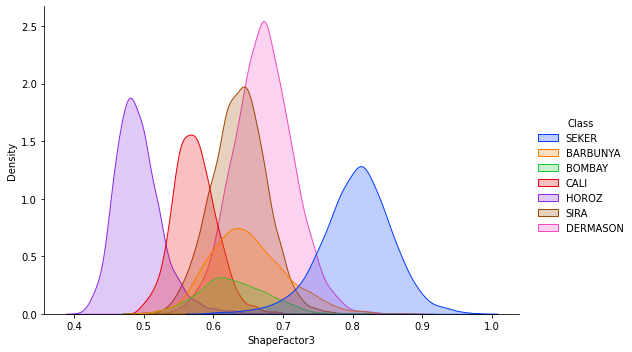 2.5
2.0
1.5
1.0
0.5
0.0
Density
0.4 0.5 0.6 0.7 0.8 0.9 1.0
ShapeFactor3
Class
SEKER
BARBUNYA
BOMBAY
CALI
HOROZ
SIRA
DERMASON